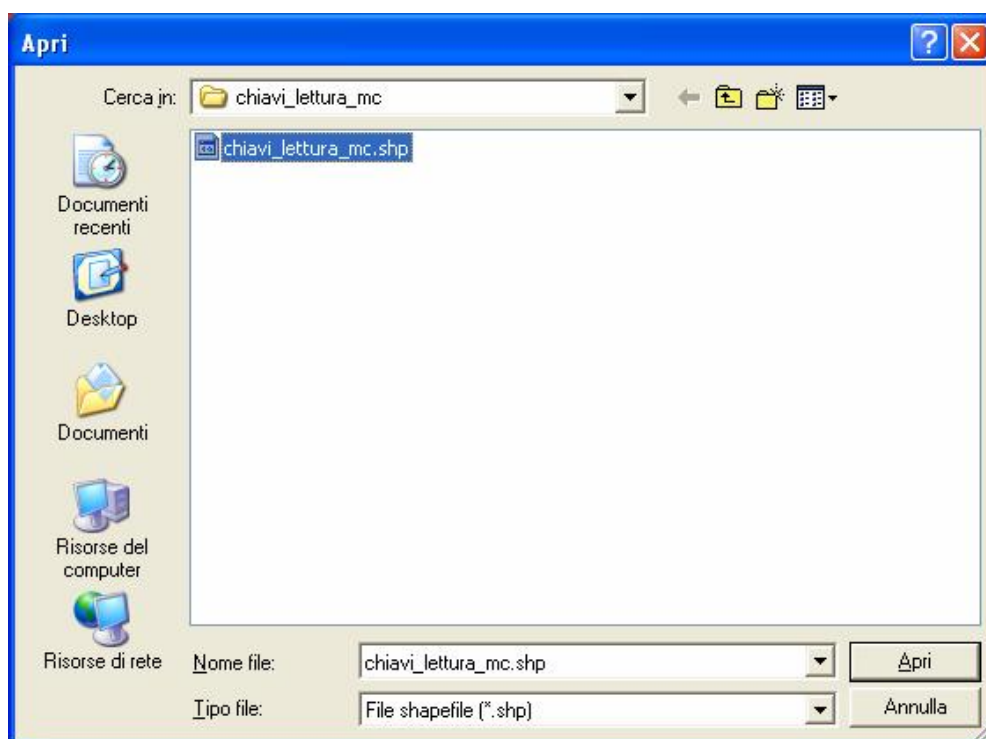 Apri
Cerca in: chiavi_lettura_mc
chiavi_lettura_mc.shp
Documenti
recenti
Desktop
Documenti
Risorse del
computer
Risorse di rete
Nome file: chiavi_lettura_mc.shp Apri
Tipo file: File shapefile (*.shp) Annulla